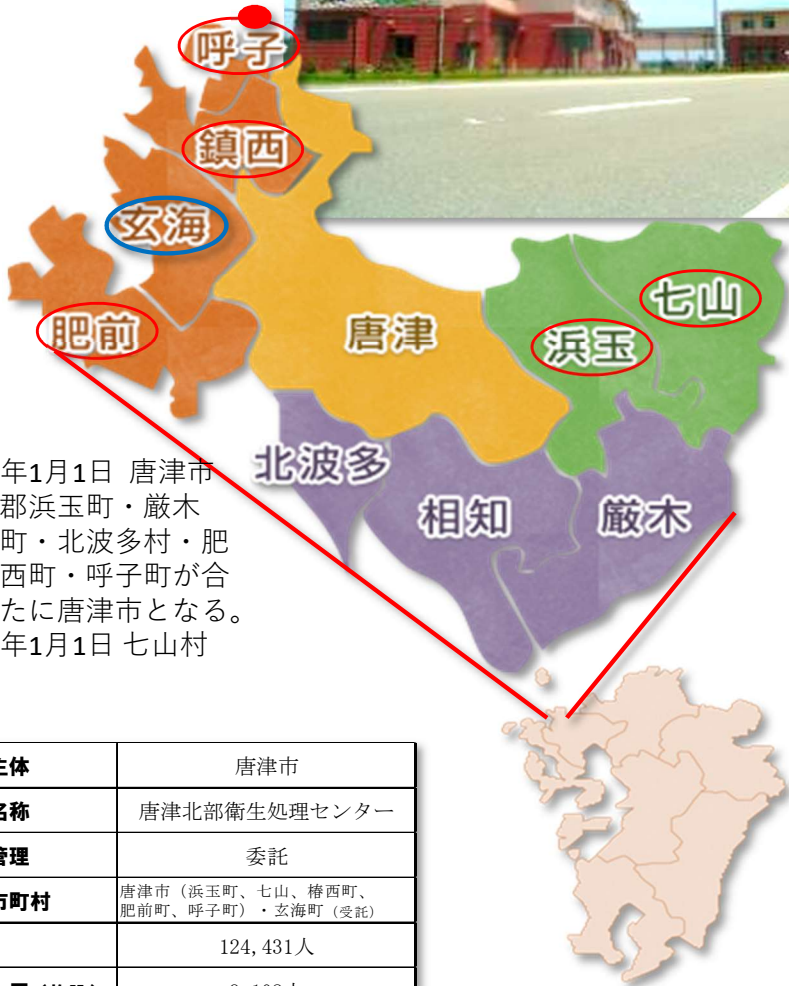 呼子
鎮西
玄海
肥前
唐津
浜玉
七山
北波多
相知
厳木
年1月1日 唐津市
郡浜玉町・厳木
町・北波多村・肥
西町・呼子町が合
たに唐津市となる。
年1月1日 七山村
主体 唐津市
名称 唐津北部衛生処理センター
管理 委託
市町村 唐津市（浜玉町、七山、椿西町、
肥前町、呼子町）・玄海町（受託）
124,431人